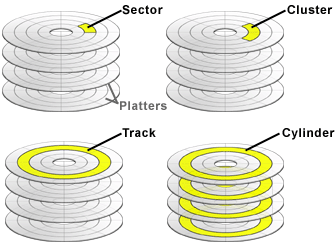 Sector
Cluster
Platters
Track
Cylinder